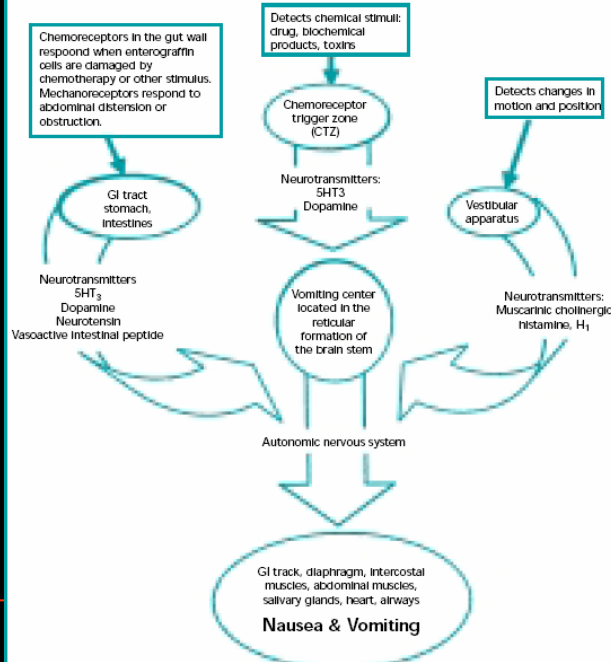 Chemoreceptors in the gut wall
respoond when enterograffin
cells are damaged by
chemotherapy or other stimulus.
Mechanoreceptors respond to
abdominal distension or
obstruction.
Detects chemical stimuli:
drug, biochemical
products, toxins
Detects changes in
motion and position
Chemoreceptor
trigger zone
(CTZ)
GI tract
stomach,
intestines
Neurotransmitters:
5HT3
Dopamine
Vestibular
apparatus
Neurotransmitters
5HT3
Dopamine
Neurotensin
Vasoactive intestinal peptide
Vomiting center
located in the
reticular
formation of
the brain stem
Neurotransmitters:
Muscarinic cholinergic
histamine, H1
Autonomic nervous system
GI track, diaphragm, intercostal
muscles, abdominal muscles,
salivary glands, heart, airways
Nausea & Vomiting